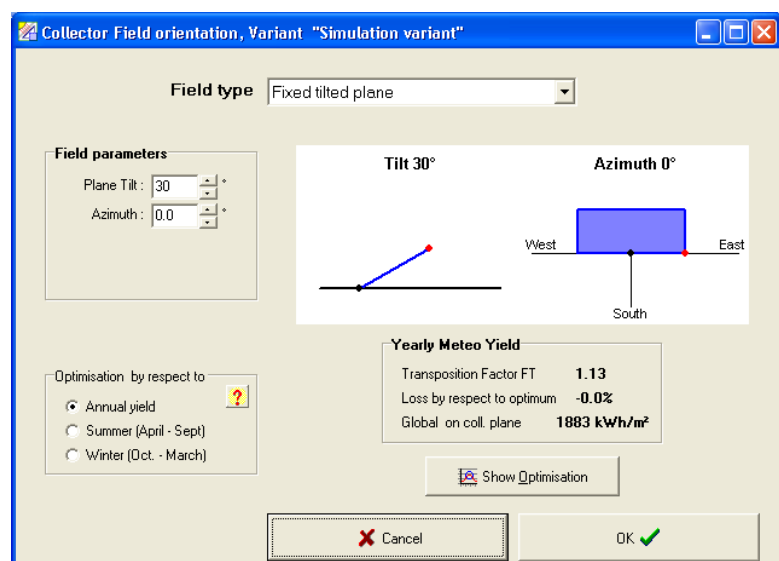 Collector Field orientation, Variant "Simulation variant"
Field type Fixed tilted plane
Field parameters
Plane Tilt : 30 °
Azimuth : 0.0 °
Tilt 30° Azimuth 0°
West East
South
Yearly Meteo Yield
Transposition Factor FT 1.13
Loss by respect to optimum -0.0%
Global on coll. plane 1883 kWh/m²
Optimisation by respect to
?
Annual yield
Summer (April - Sept)
Winter (Oct. - March)
Show Optimisation
Cancel OK